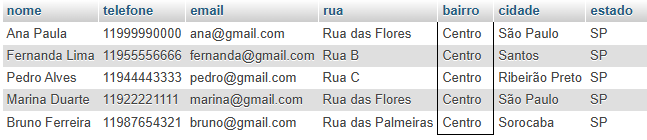 nome telefone email rua bairro cidade estado
Ana Paula 11999990000 ana@gmail.com Rua das Flores Centro São Paulo SP
Fernanda Lima 11955556666 fernanda@gmail.com Rua B Centro Santos SP
Pedro Alves 11944443333 pedro@gmail.com Rua C Centro Ribeirão Preto SP
Marina Duarte 11922221111 marina@gmail.com Rua das Flores Centro São Paulo SP
Bruno Ferreira 11987654321 bruno@gmail.com Rua das Palmeiras Centro Sorocaba SP